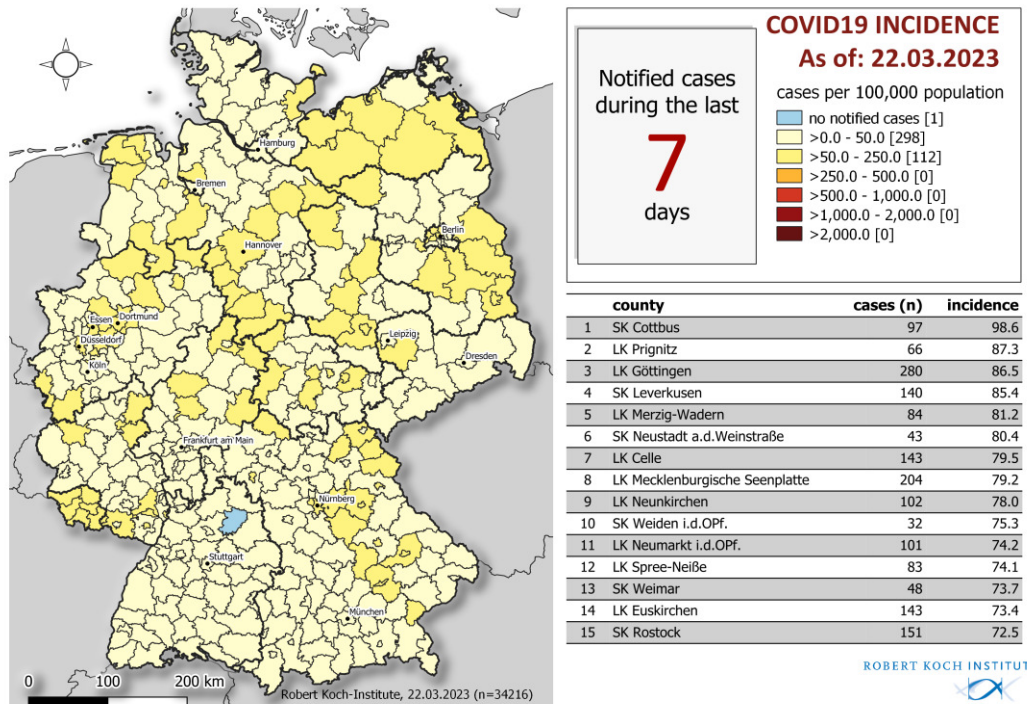 Hamburg
Bremen
Berlin
Hannover
Essen
Dortmund
Düsseldorf
Köln
Leipzig
Dresden
Frankfurt am Main
Nürnberg
Stuttgart
München
0 100 200 km
Robert Koch-Institute, 22.03.2023 (n=34216)
Notified cases
during the last
7
days
COVID19 INCIDENCE
As of: 22.03.2023
cases per 100,000 population
no notified cases [1]
>0.0 - 50.0 [298]
>50.0 - 250.0 [112]
>250.0 - 500.0 [0]
>500.0 - 1,000.0 [0]
>1,000.0 - 2,000.0 [0]
>2,000.0 [0]
county cases (n) incidence
1 SK Cottbus 97 98.6
2 LK Prignitz 66 87.3
3 LK Göttingen 280 86.5
4 SK Leverkusen 140 85.4
5 LK Merzig-Wadern 84 81.2
6 SK Neustadt a.d.Weinstraße 43 80.4
7 LK Celle 143 79.5
8 LK Mecklenburgische Seenplatte 204 79.2
9 LK Neunkirchen 102 78.0
10 SK Weiden i.d.OPf. 32 75.3
11 LK Neumarkt i.d.OPf. 101 74.2
12 LK Spree-Neiße 83 74.1
13 SK Weimar 48 73.7
14 LK Euskirchen 143 73.4
15 SK Rostock 151 72.5
ROBERT KOCH INSTITUT